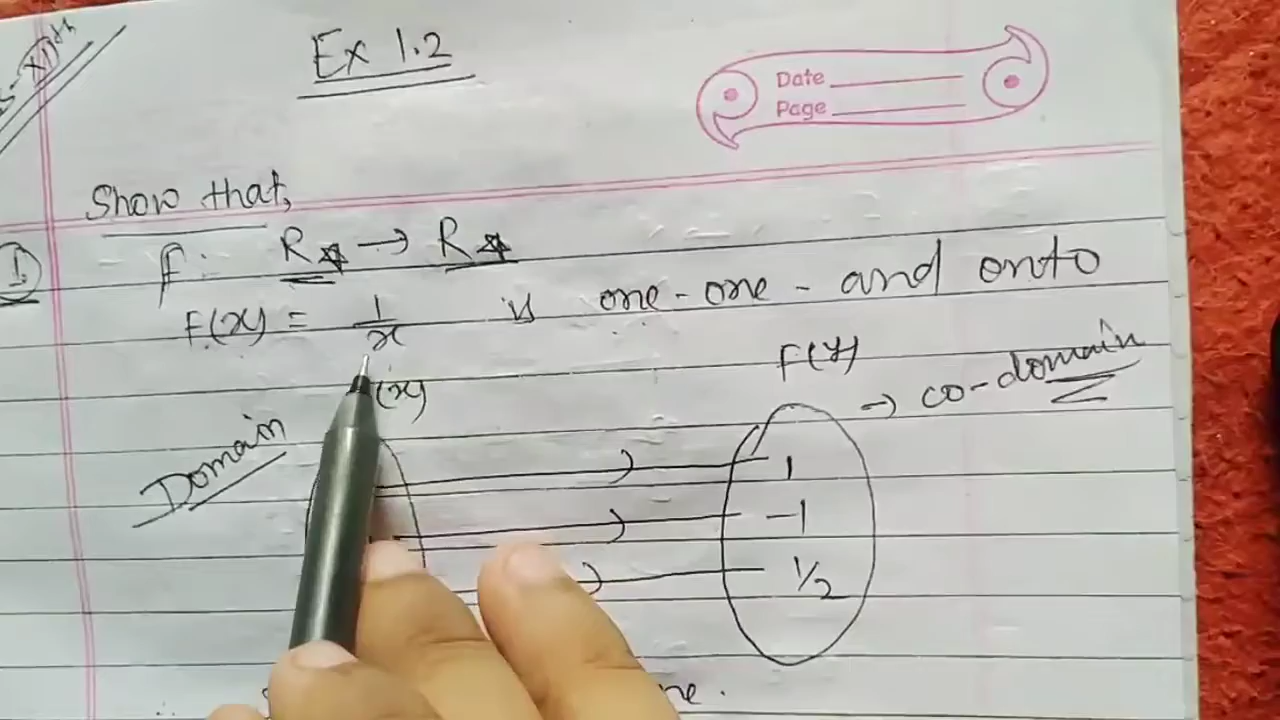 Ex 1.2
Date
Page
Show that,
1.
f: R★ → R★
F(x) = 1/x is one-one- and onto
F(y)
(x)
→ co-domain
Domain
1
-1
1/2